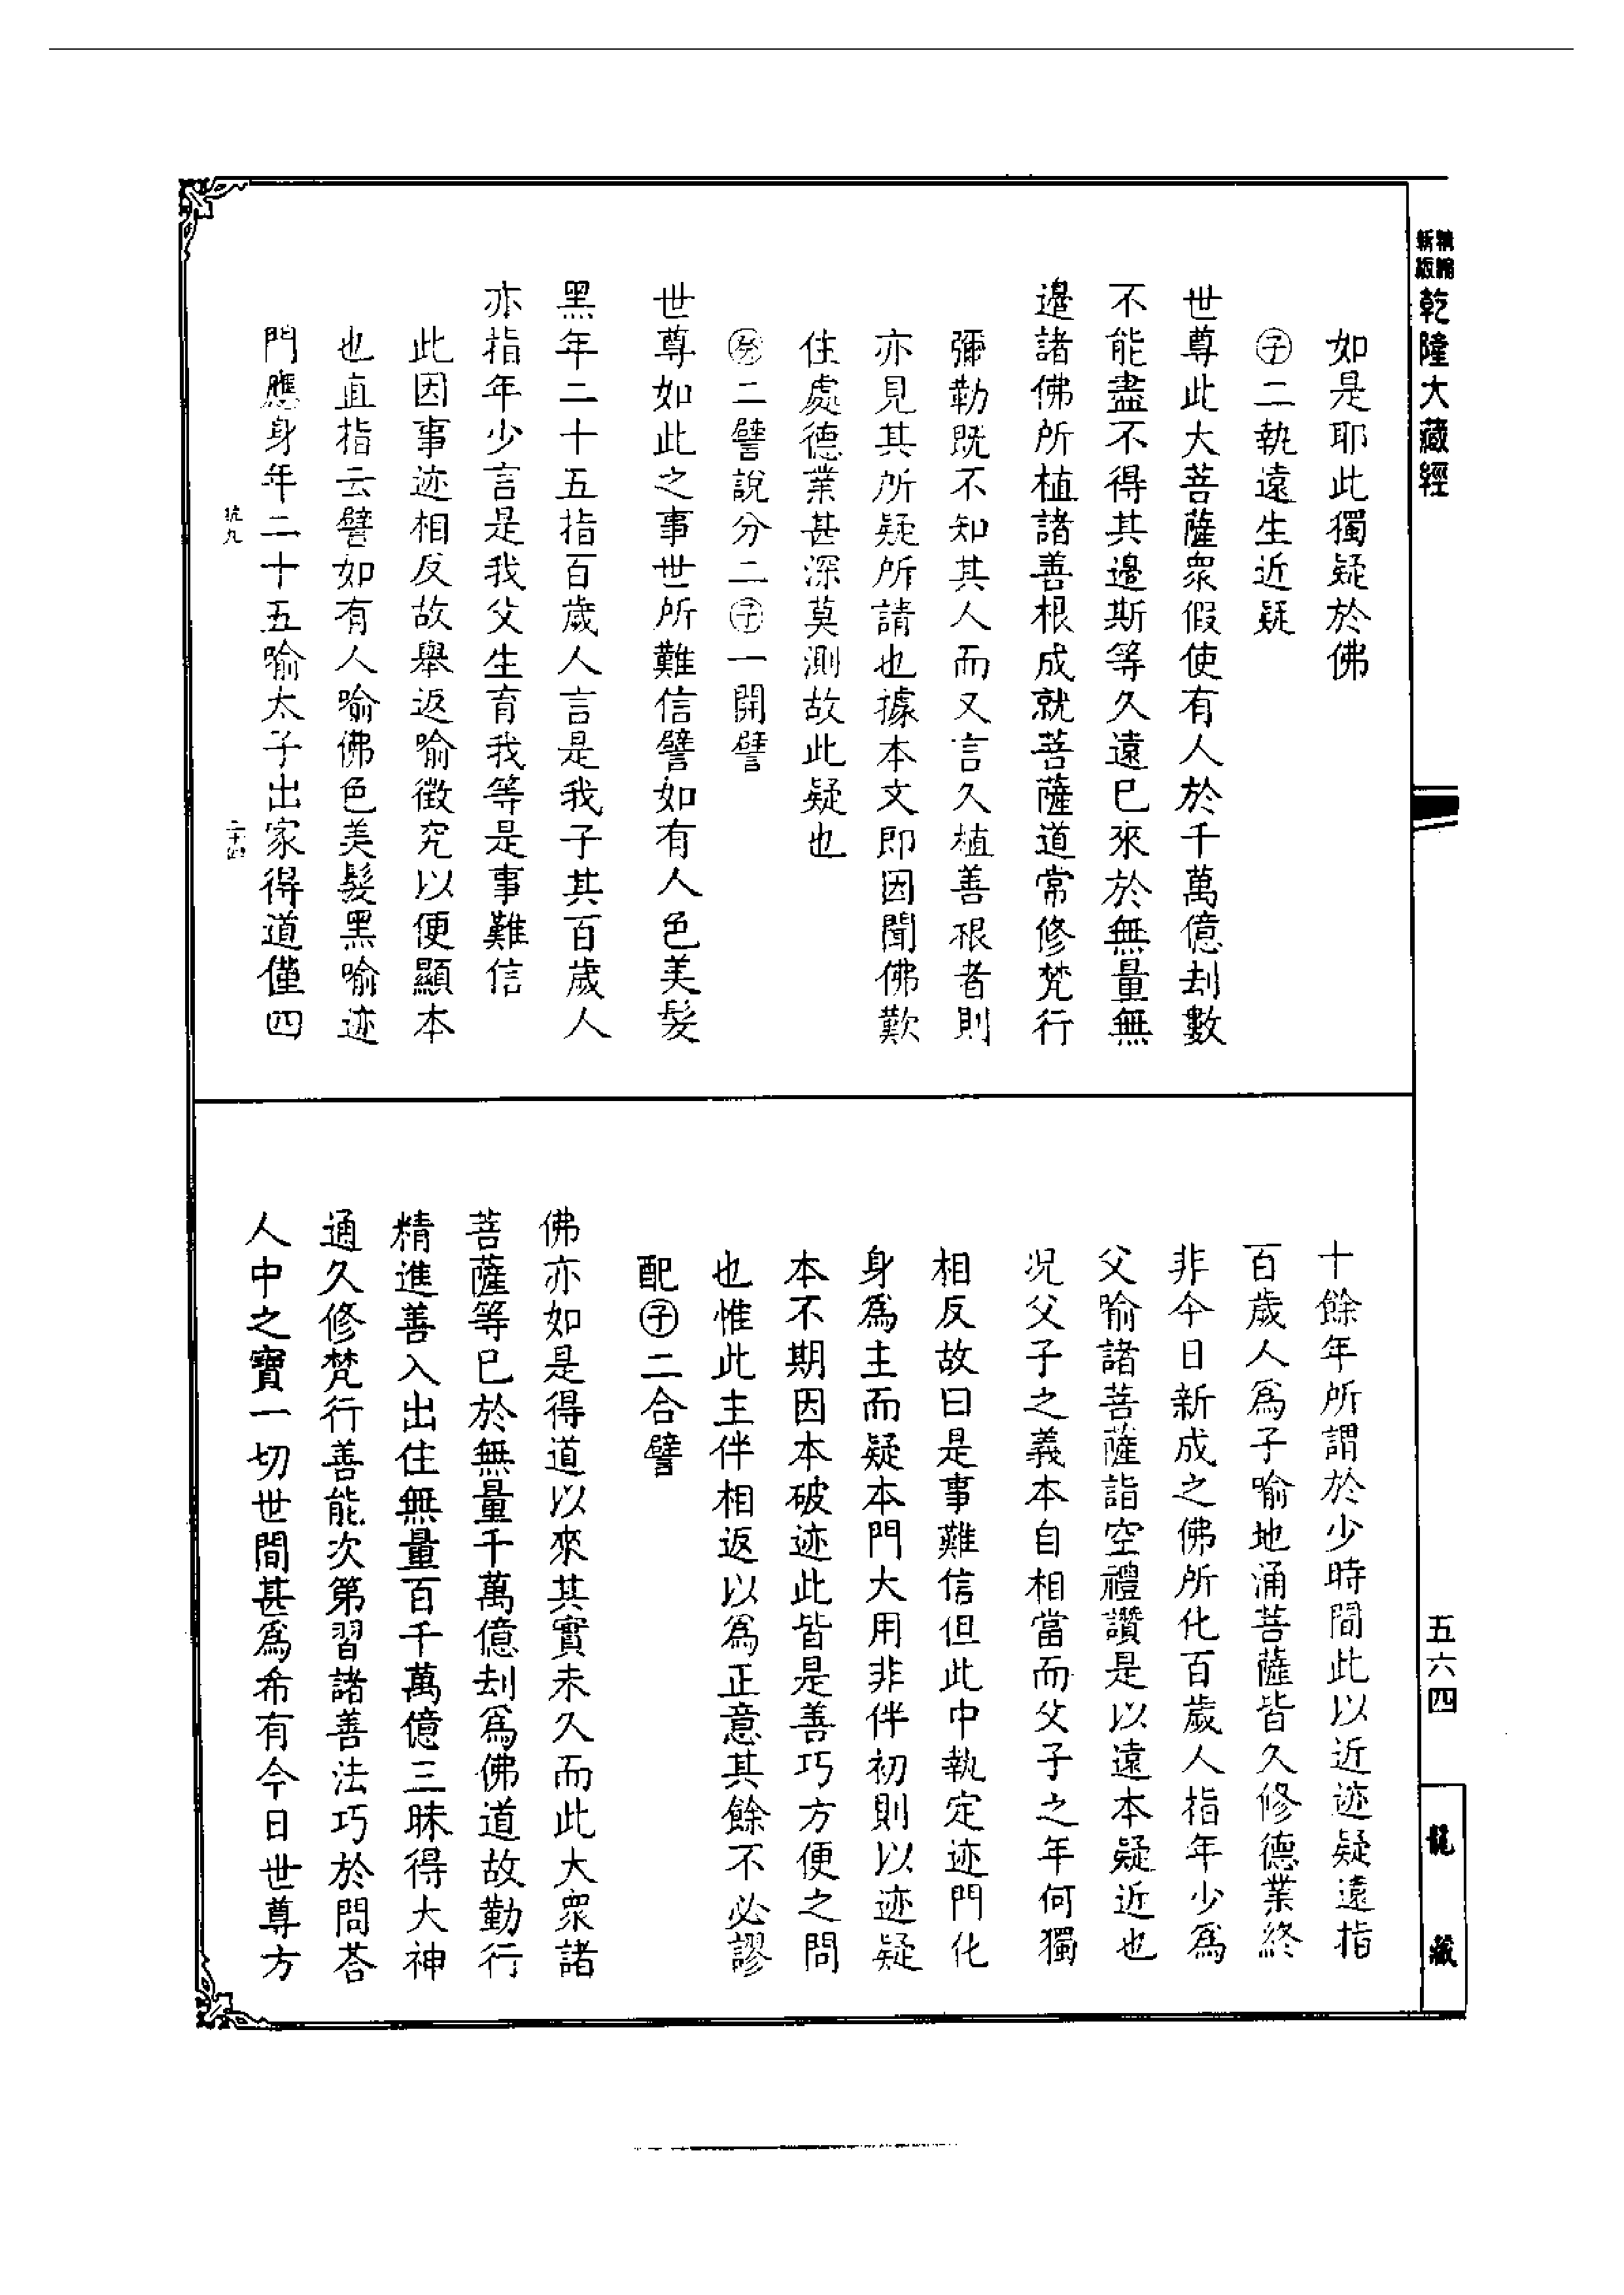 精縮
新版
乾隆大藏經
如是耶此獨疑於佛
㊁子二執遠生近疑
世尊此大菩薩眾假使有人於千萬億劫數
不能盡不得其邊斯等久遠已來於無量無
邊諸佛所植諸善根成就菩薩道常修梵行
彌勒既不知其人而又言久植善根者則
亦見其所疑所請也據本文即因聞佛歎
住處德業甚深莫測故此疑也
癸二譬說分二子一開譬
世尊如此之事世所難信譬如有人色美髮
黑年二十五指百歲人言是我子其百歲人
亦指年少言是我父生育我等是事難信
此因事迹相反故舉返喻徵究以便顯本
也直指云譬如有人喻佛色美髮黑喻迹
門應身年二十五喻太子出家得道僅四
九
二十四
十餘年所謂於少時間此以近迹疑遠指
百歲人為子喻地涌菩薩皆久修德業終
非今日新成之佛所化百歲人指年少為
父喻諸菩薩詣空禮讚是以遠本疑近也
况父子之義本自相當而父子之年何獨
相反故曰是事難信但此中執定迹門化
身為主而疑本門大用非伴初則以迹疑
本不期因本破迹此皆是善巧方便之問
也惟此主伴相返以為正意其餘不必謬
配子二合譬
佛亦如是得道以來其實未久而此大眾諸
菩薩等已於無量千萬億劫為佛道故勤行
精進善入出住無量百千萬億三昧得大神
通久修梵行善能次第習諸善法巧於問荅
人中之寶一切世間甚為希有今日世尊方
五六四
龍藏